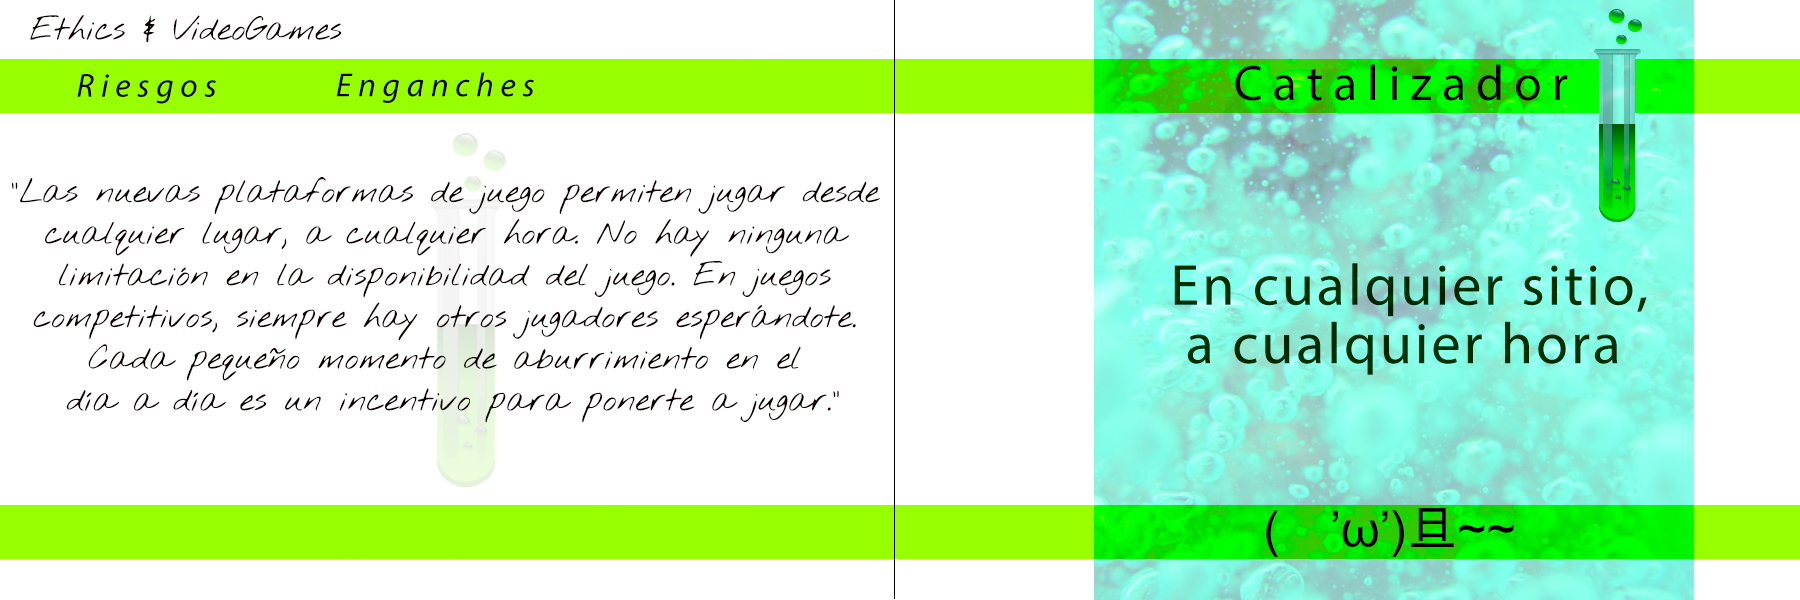 Ethics & VideoGames
Riesgos Enganches
"Las nuevas plataformas de juego permiten jugar desde
cualquier lugar, a cualquier hora. No hay ninguna
limitación en la disponibilidad del juego. En juegos
competitivos, siempre hay otros jugadores esperándote.
Cada pequeño momento de aburrimiento en el
día a día es un incentivo para ponerte a jugar."
Catalizador
En cualquier sitio,
a cualquier hora
(　'ω')旦~~